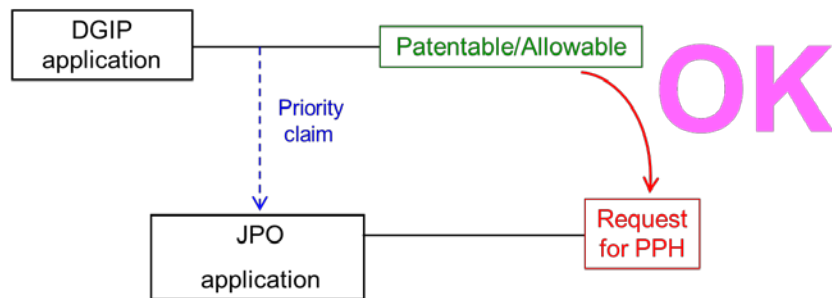 DGIP
application
Patentable/Allowable
OK
Priority
claim
JPO
application
Request
for PPH